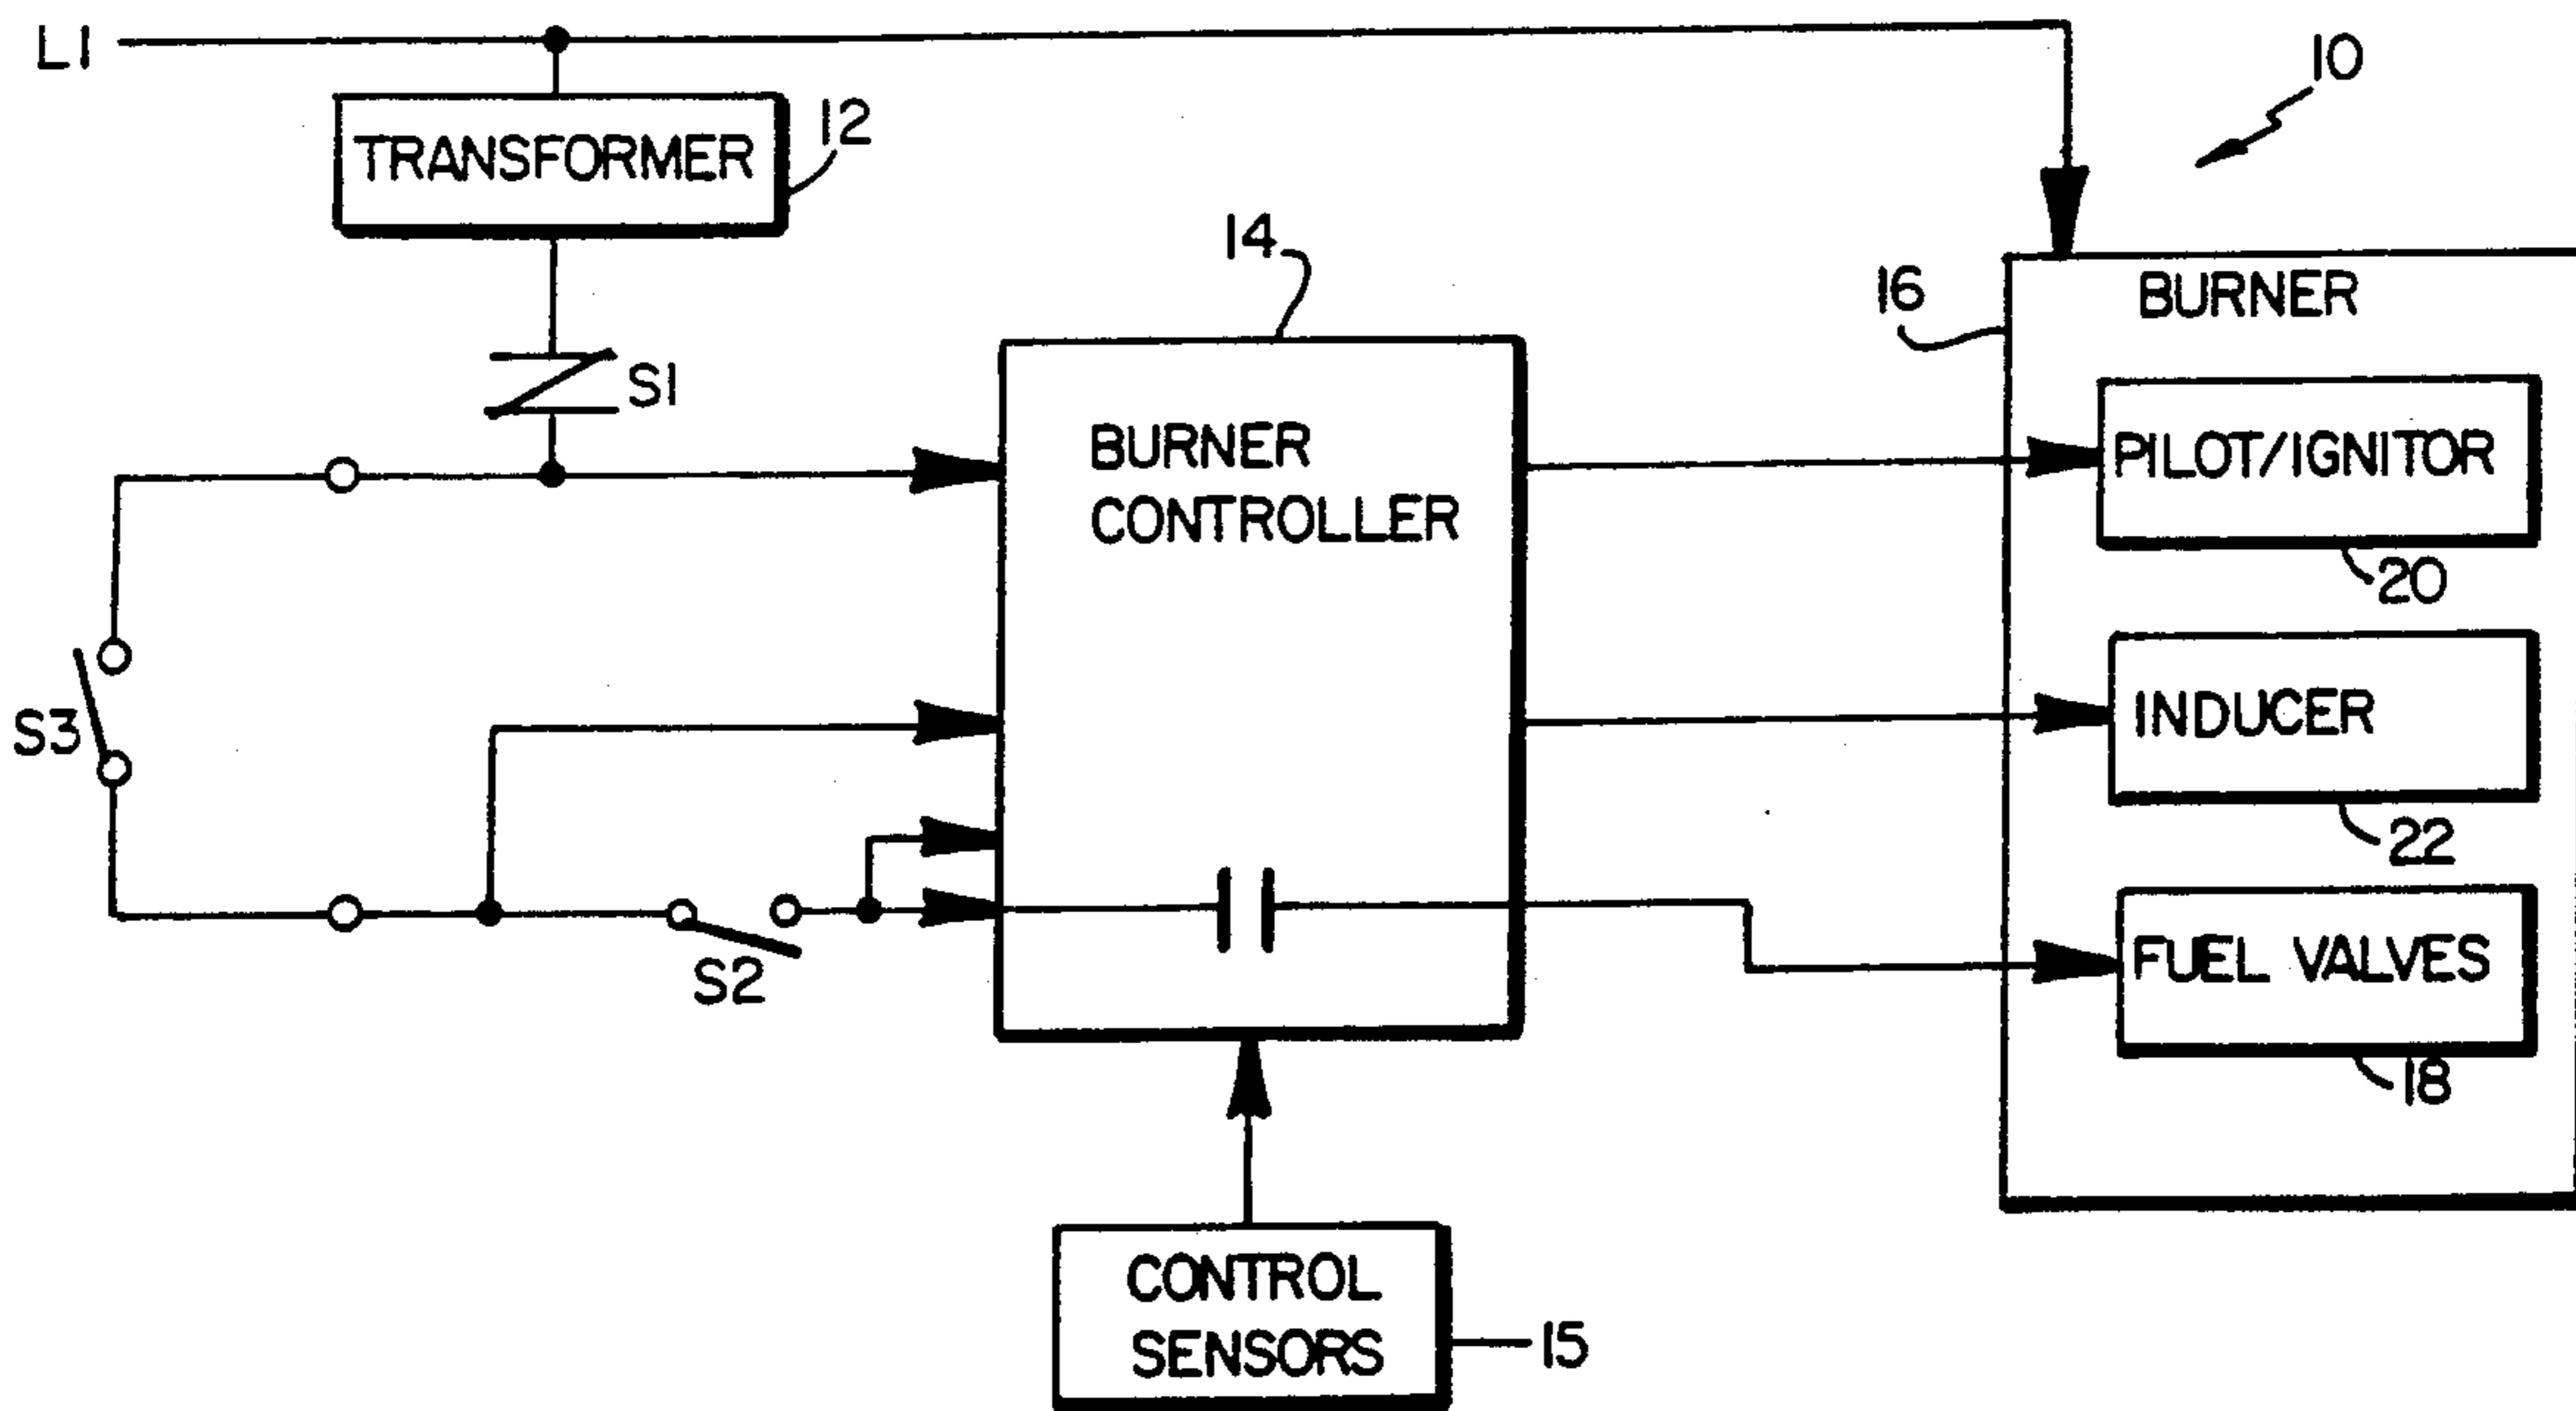 L1
10
TRANSFORMER
12
14
16
BURNER
S1
BURNER
CONTROLLER
PILOT/IGNITOR
20
S3
INDUCER
22
S2
FUEL VALVES
18
CONTROL
SENSORS
15